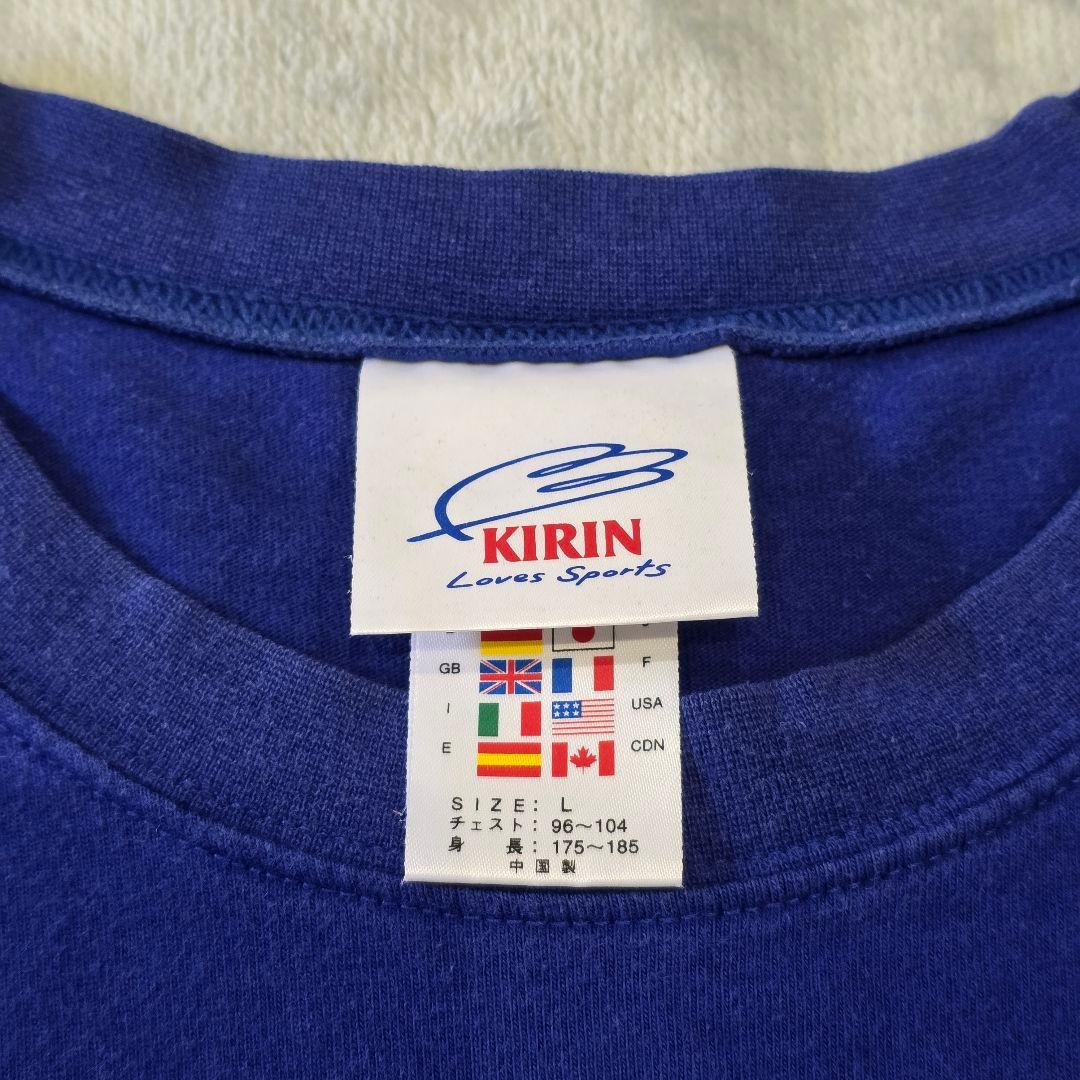 KIRIN
Loves Sports
GB F
I USA
E CDN
SIZE: L
チェスト: 96〜104
身 長: 175〜185
中国製